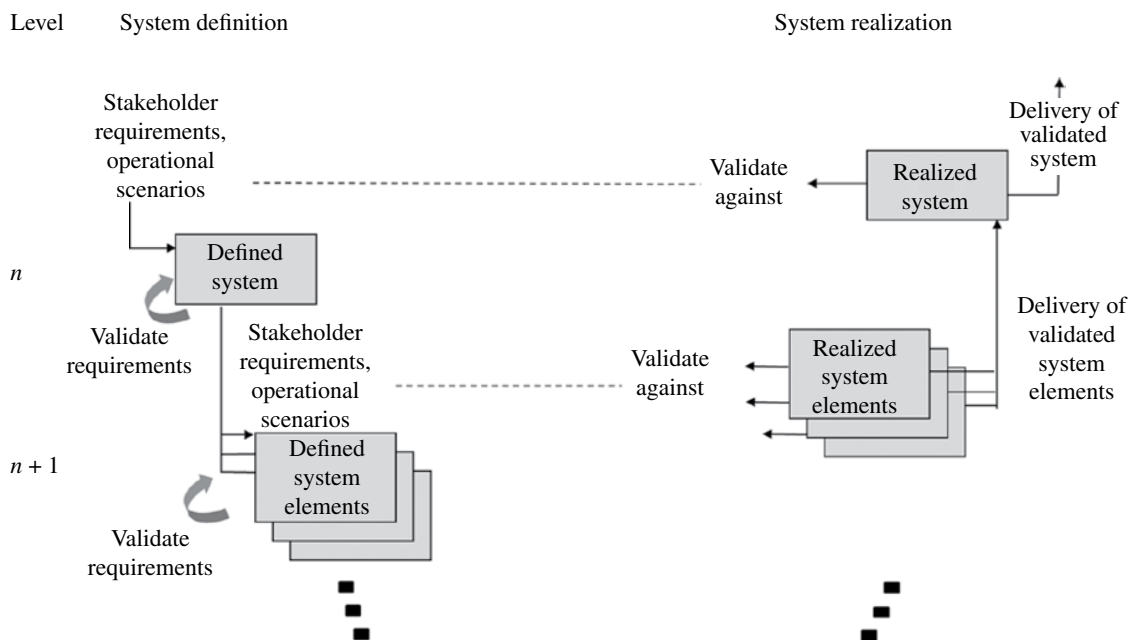 Level
System definition
System realization
Stakeholder
requirements,
operational
scenarios
Delivery of
validated
system
Validate
against
Realized
system
n
Defined
system
Validate
requirements
Stakeholder
requirements,
operational
scenarios
Validate
against
Realized
system
elements
Delivery of
validated
system
elements
n + 1
Defined
system
elements
Validate
requirements